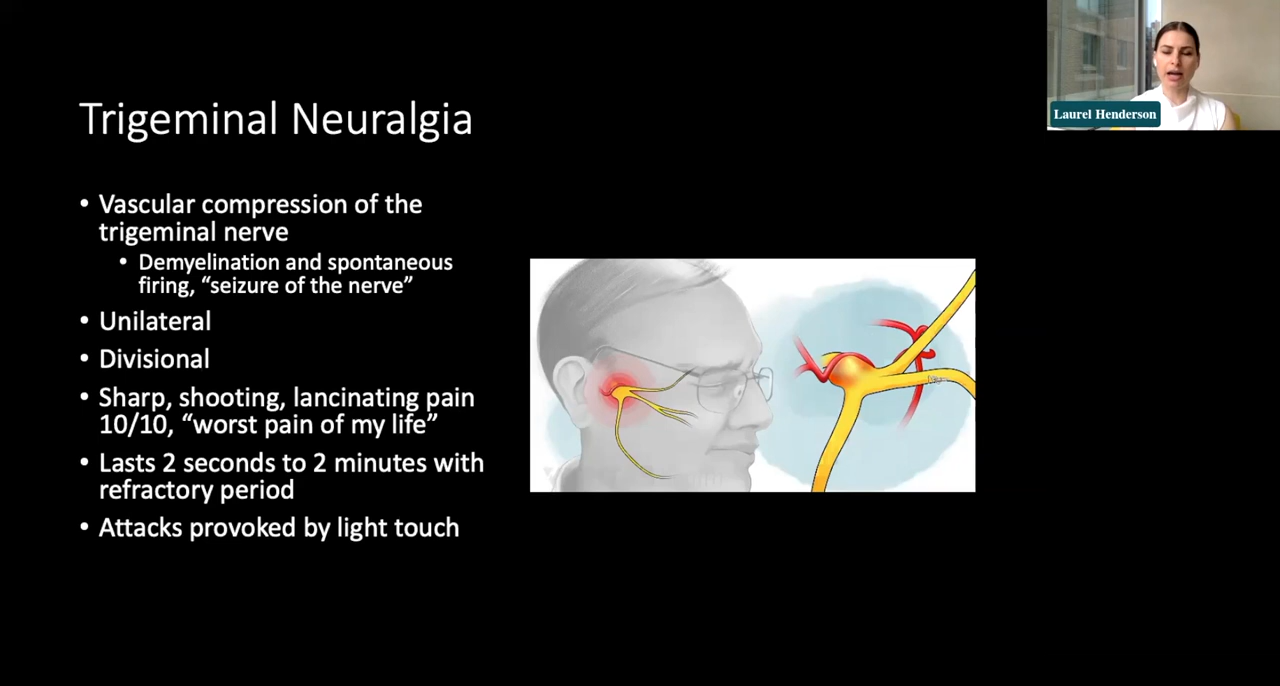 Laurel Henderson
Trigeminal Neuralgia
• Vascular compression of the
trigeminal nerve
• Demyelination and spontaneous
firing, “seizure of the nerve”
• Unilateral
• Divisional
• Sharp, shooting, lancinating pain
10/10, “worst pain of my life”
• Lasts 2 seconds to 2 minutes with
refractory period
• Attacks provoked by light touch